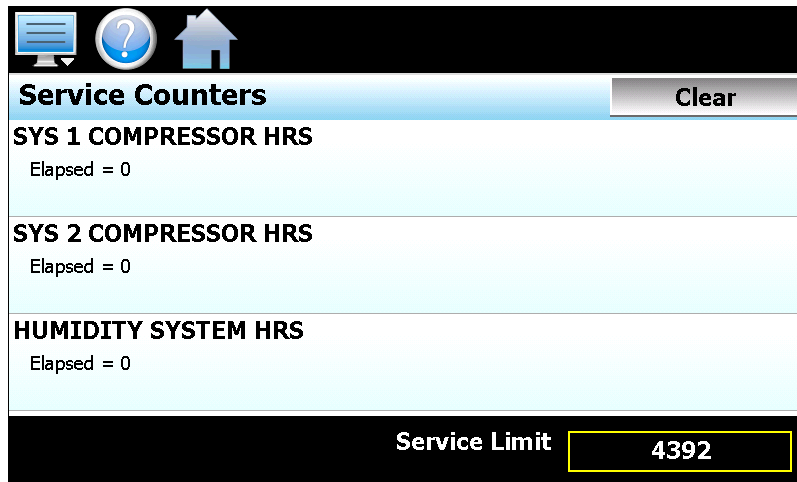 ?
Service Counters
Clear
SYS 1 COMPRESSOR HRS
Elapsed = 0
SYS 2 COMPRESSOR HRS
Elapsed = 0
HUMIDITY SYSTEM HRS
Elapsed = 0
Service Limit
4392